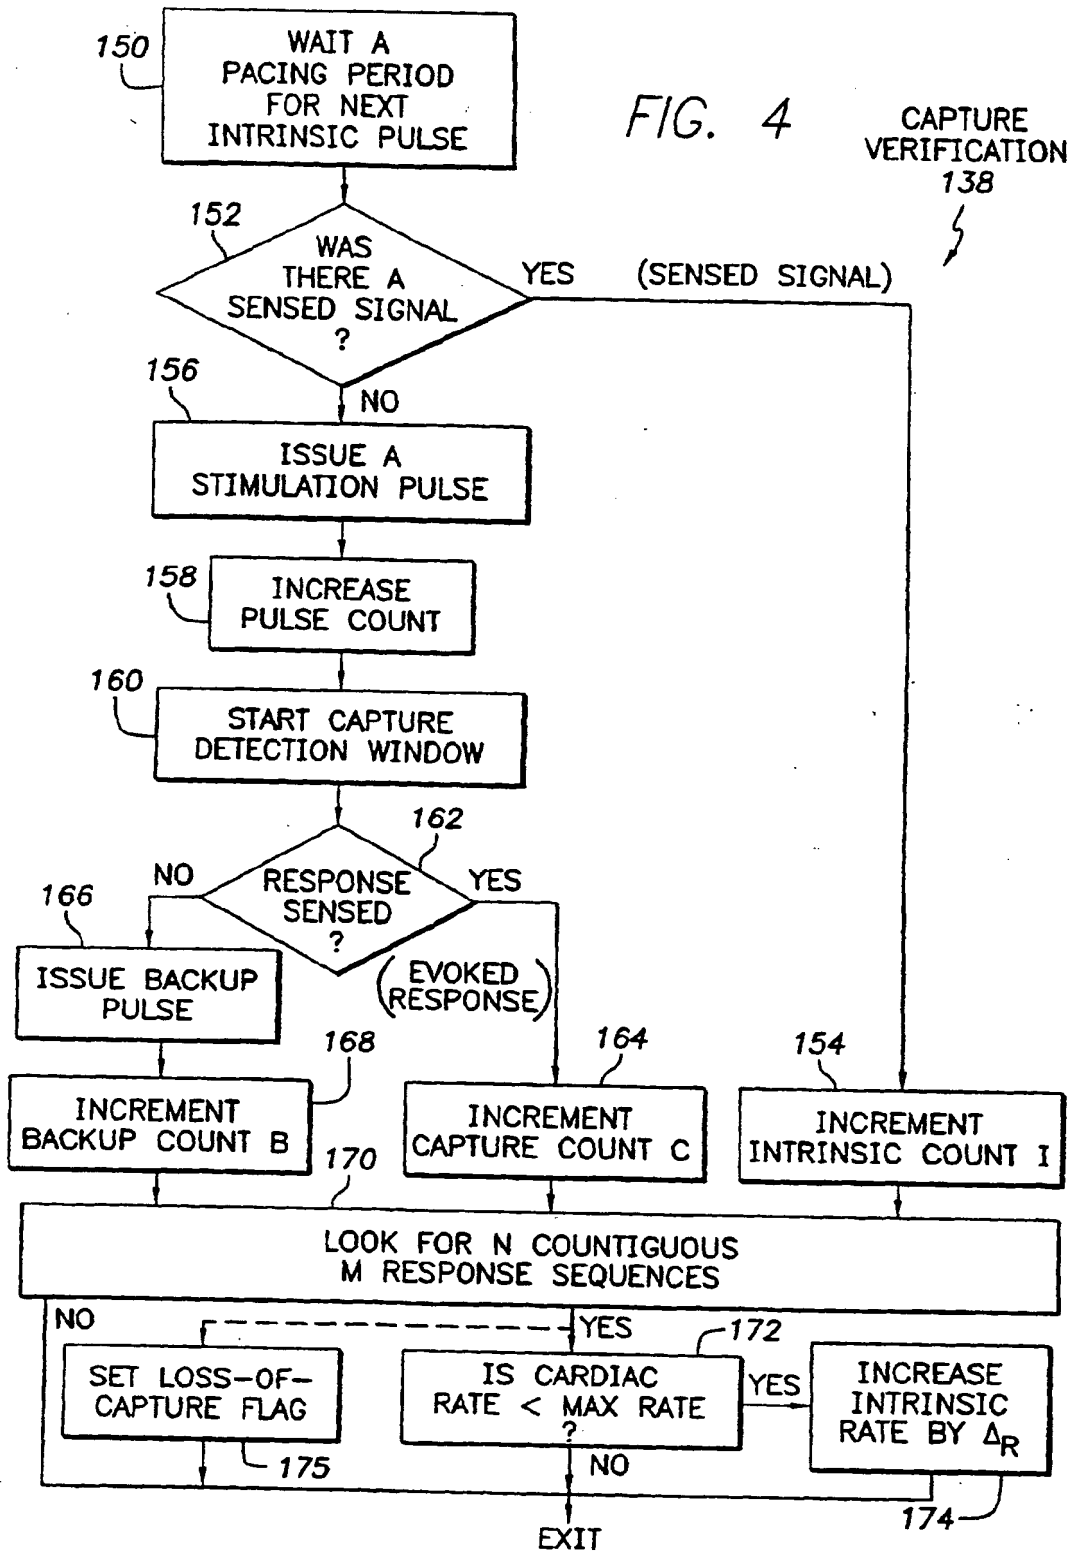 150
WAIT A
PACING PERIOD
FOR NEXT
INTRINSIC PULSE
FIG. 4
CAPTURE
VERIFICATION
138
152
WAS
THERE A
SENSED SIGNAL
?
YES
(SENSED SIGNAL)
156
NO
ISSUE A
STIMULATION PULSE
158
INCREASE
PULSE COUNT
160
START CAPTURE
DETECTION WINDOW
162
NO
RESPONSE
SENSED
?
YES
166
ISSUE BACKUP
PULSE
(EVOKED
RESPONSE)
168
164
154
INCREMENT
BACKUP COUNT B
INCREMENT
CAPTURE COUNT C
INCREMENT
INTRINSIC COUNT I
170
LOOK FOR N COUNTIGUOUS
M RESPONSE SEQUENCES
NO
YES
172
SET LOSS-OF-
CAPTURE FLAG
175
IS CARDIAC
RATE < MAX RATE
?
YES
NO
INCREASE
INTRINSIC
RATE BY ΔR
174
EXIT